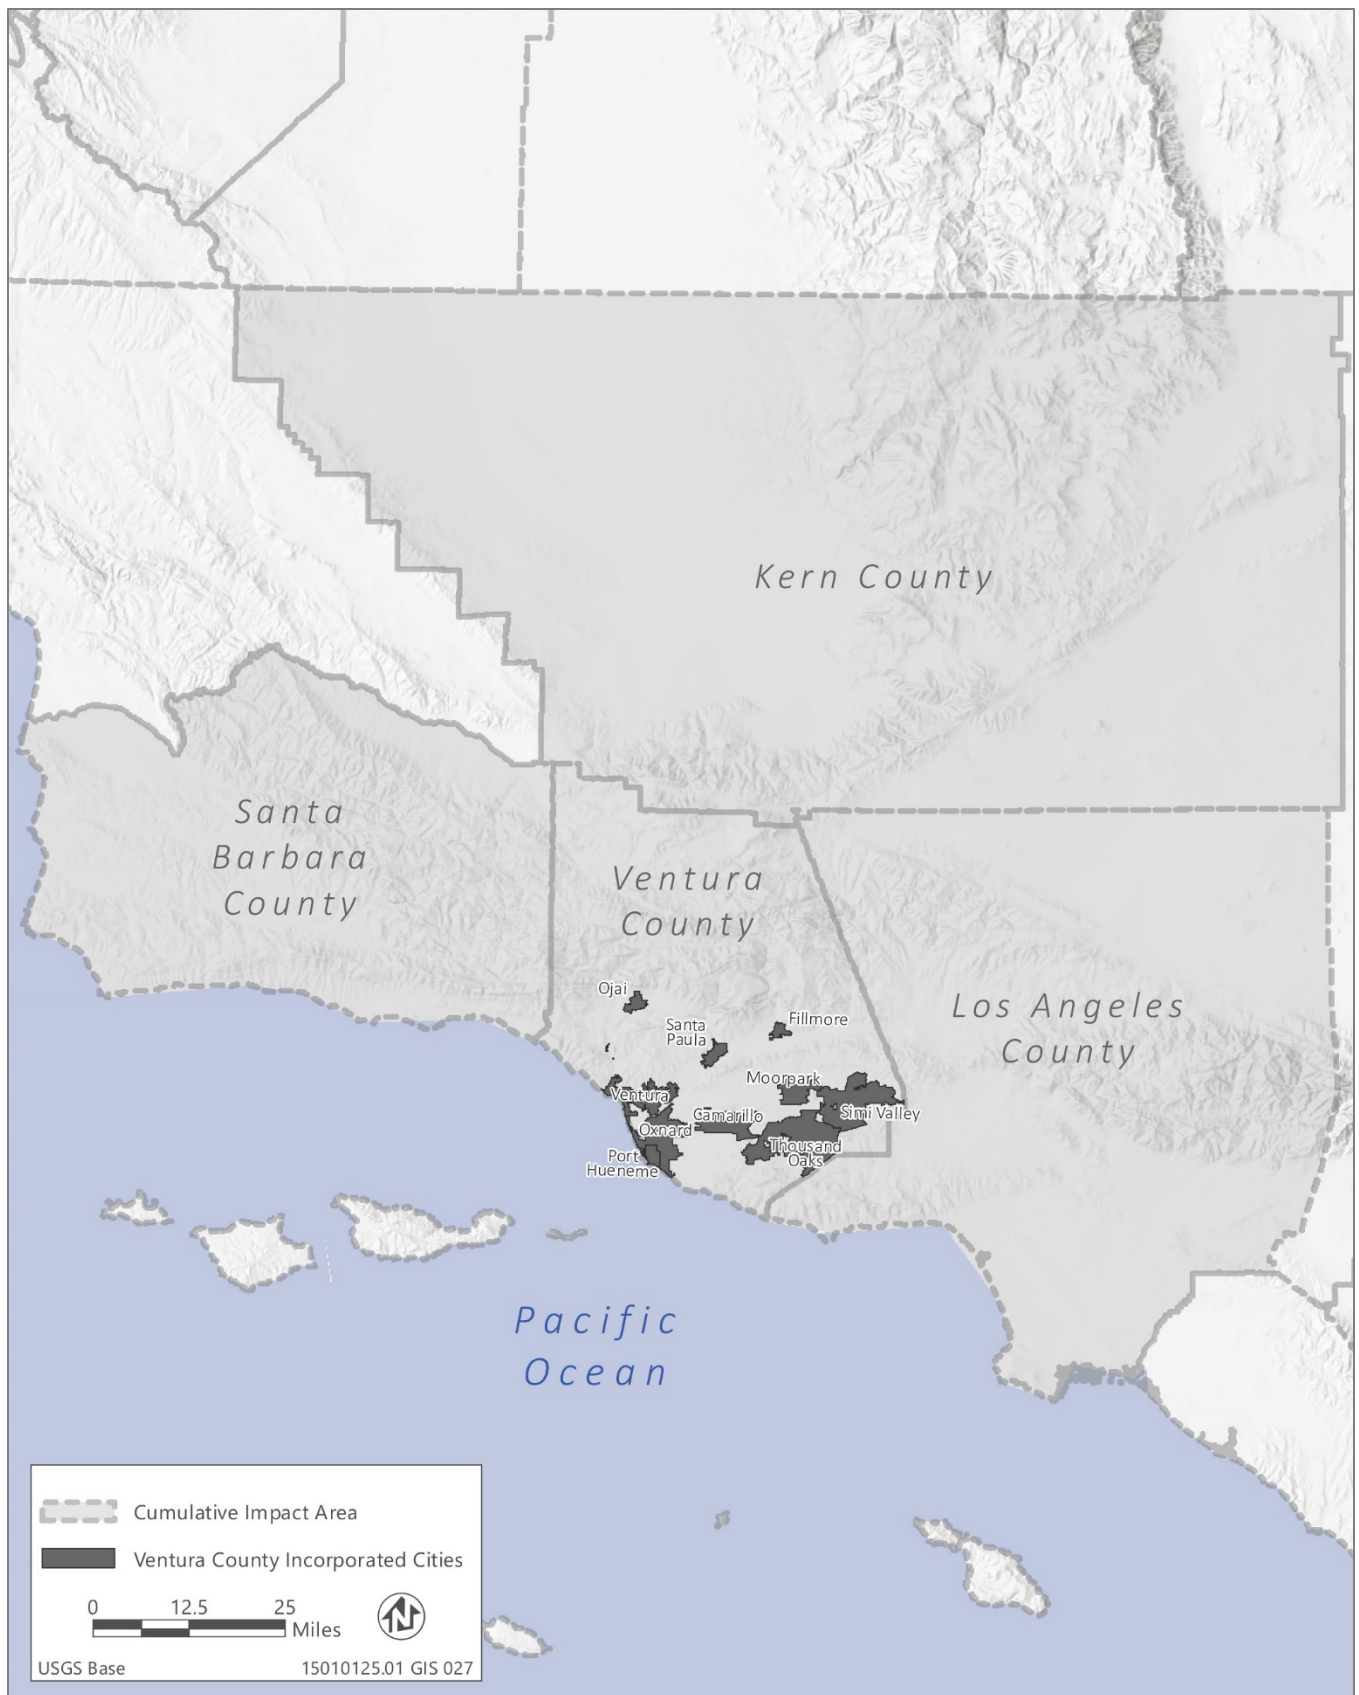 Kern County
Santa
Barbara
County
Ventura
County
Los Angeles
County
Ojai
Santa
Paula
Fillmore
Moorpark
Ventura
Camarillo
Simi Valley
Oxnard
Thousand
Oaks
Port
Hueneme
Pacific
Ocean
Cumulative Impact Area
Ventura County Incorporated Cities
0 12.5 25
Miles
N
USGS Base 15010125.01 GIS 027